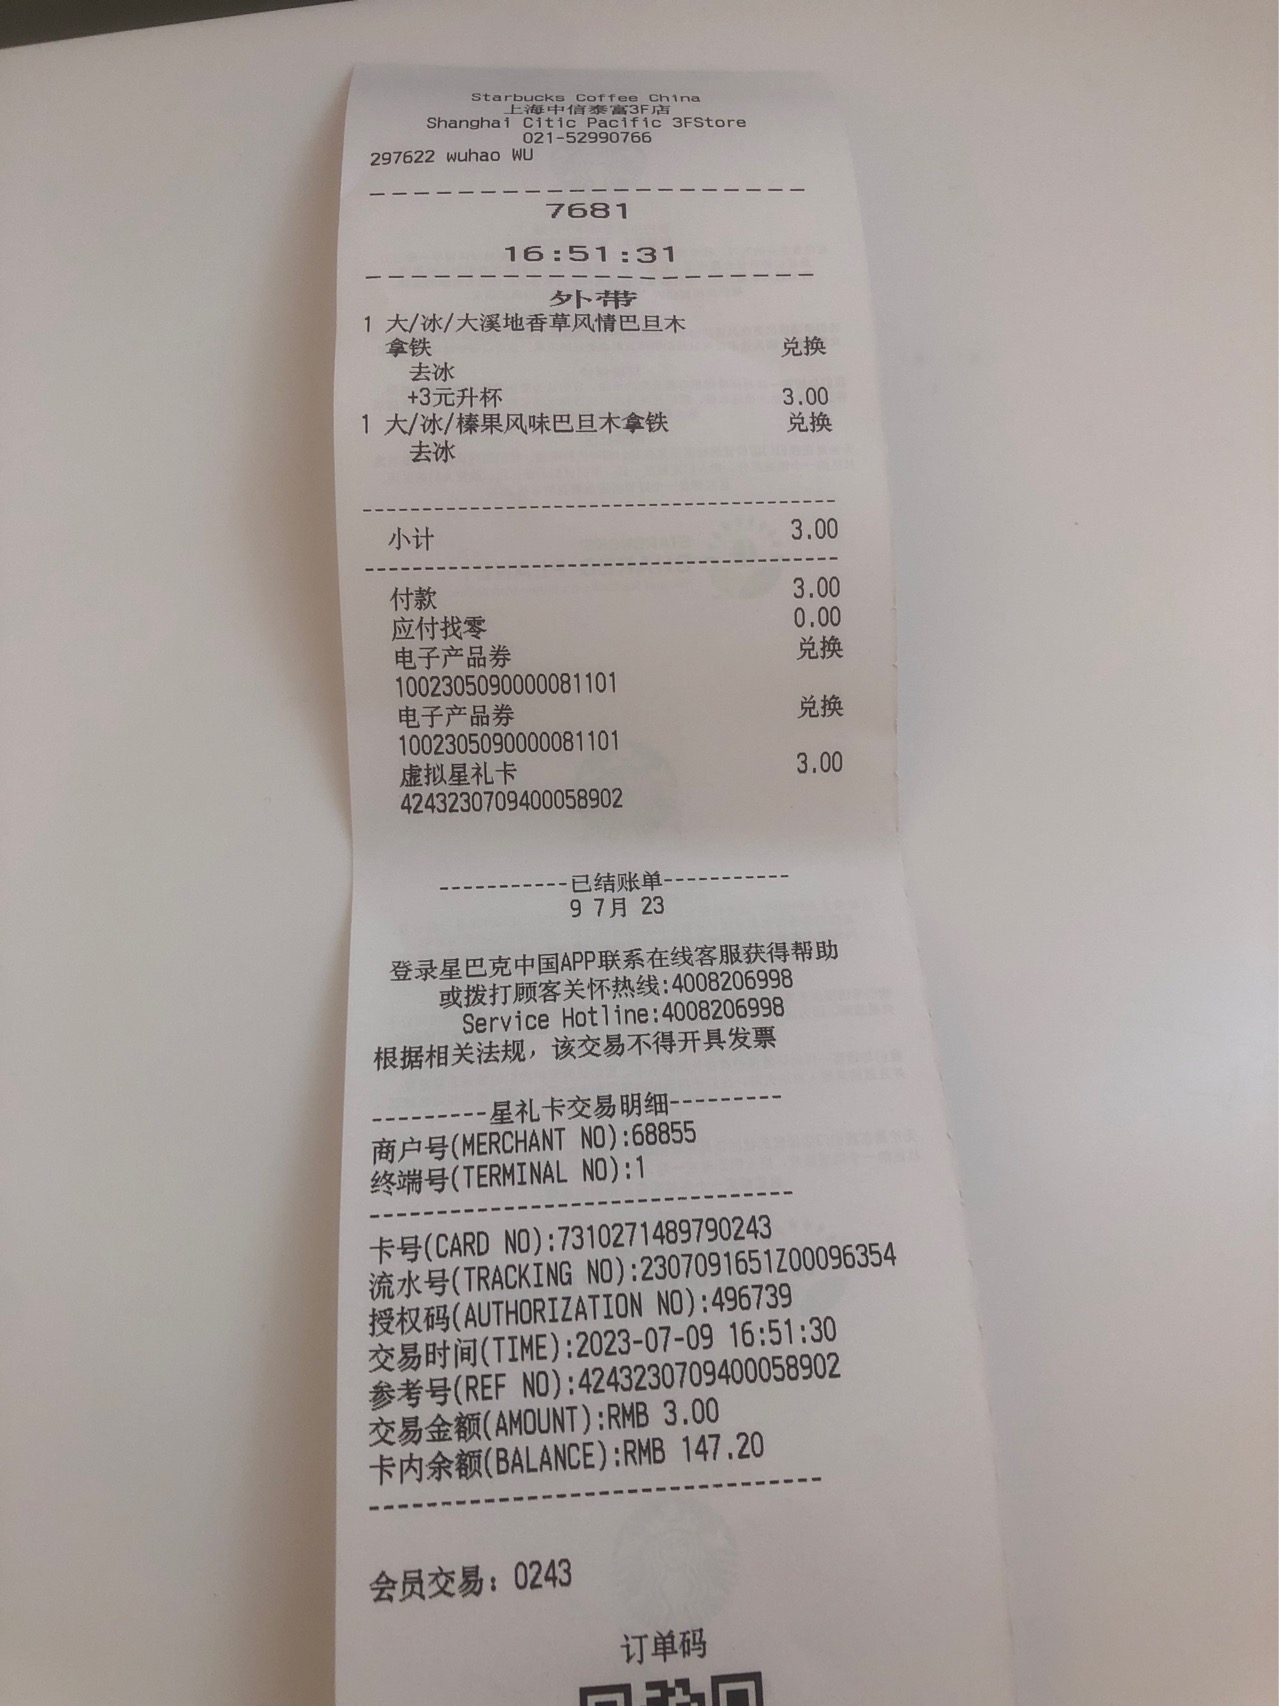 Starbucks Coffee China
上海中信泰富3F店
Shanghai Citic Pacific 3FStore
021-52990766
297622 wuhao WU
7681
16:51:31
外带
1 大/冰/大溪地香草风情巴旦木
拿铁 兑换
去冰
+3元升杯 3.00
1 大/冰/榛果风味巴旦木拿铁 兑换
去冰
小计 3.00
付款 3.00
应付找零 0.00
电子产品券 兑换
1002305090000081101
电子产品券 兑换
1002305090000081101
虚拟星礼卡 3.00
4243230709400058902
-----------已结账单-----------
9 7月 23
登录星巴克中国APP联系在线客服获得帮助
或拨打顾客关怀热线:4008206998
Service Hotline:4008206998
根据相关法规，该交易不得开具发票
---------星礼卡交易明细---------
商户号(MERCHANT NO):68855
终端号(TERMINAL NO):1
卡号(CARD NO):7310271489790243
流水号(TRACKING NO):2307091651Z00096354
授权码(AUTHORIZATION NO):496739
交易时间(TIME):2023-07-09 16:51:30
参考号(REF NO):4243230709400058902
交易金额(AMOUNT):RMB 3.00
卡内余额(BALANCE):RMB 147.20
会员交易：0243
订单码